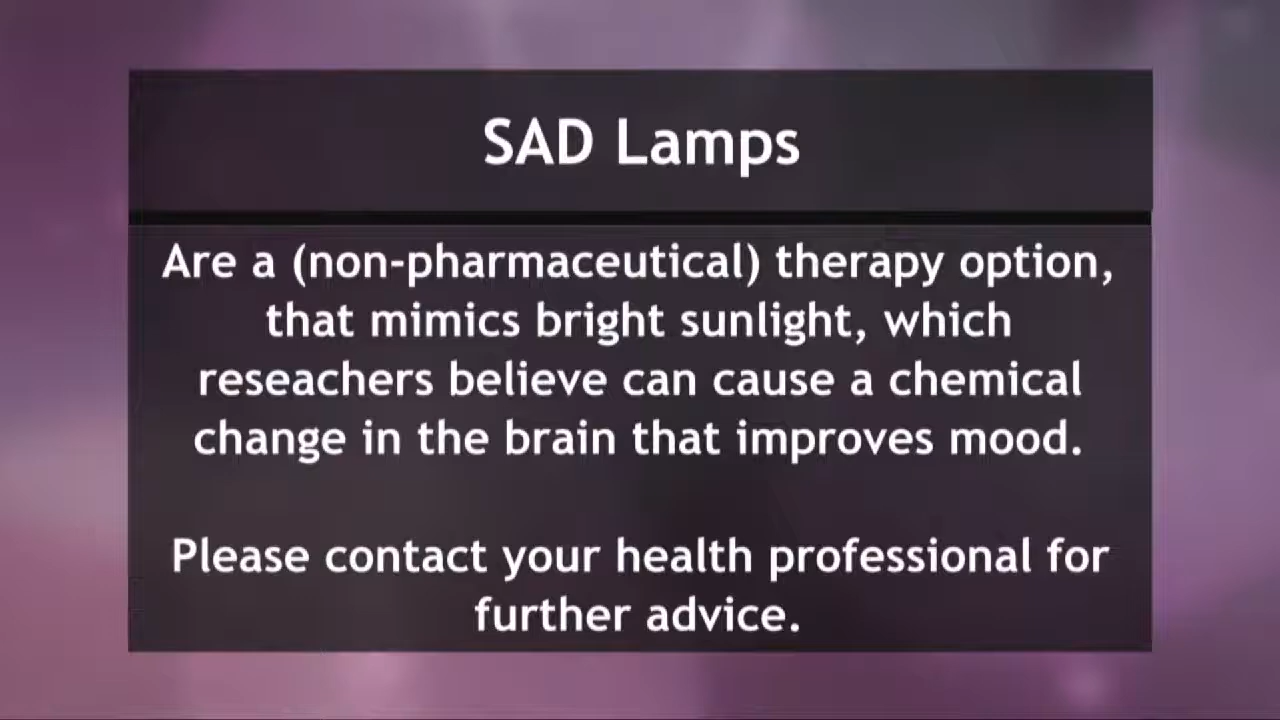 SAD Lamps
Are a (non-pharmaceutical) therapy option,
that mimics bright sunlight, which
reseachers believe can cause a chemical
change in the brain that improves mood.
Please contact your health professional for
further advice.